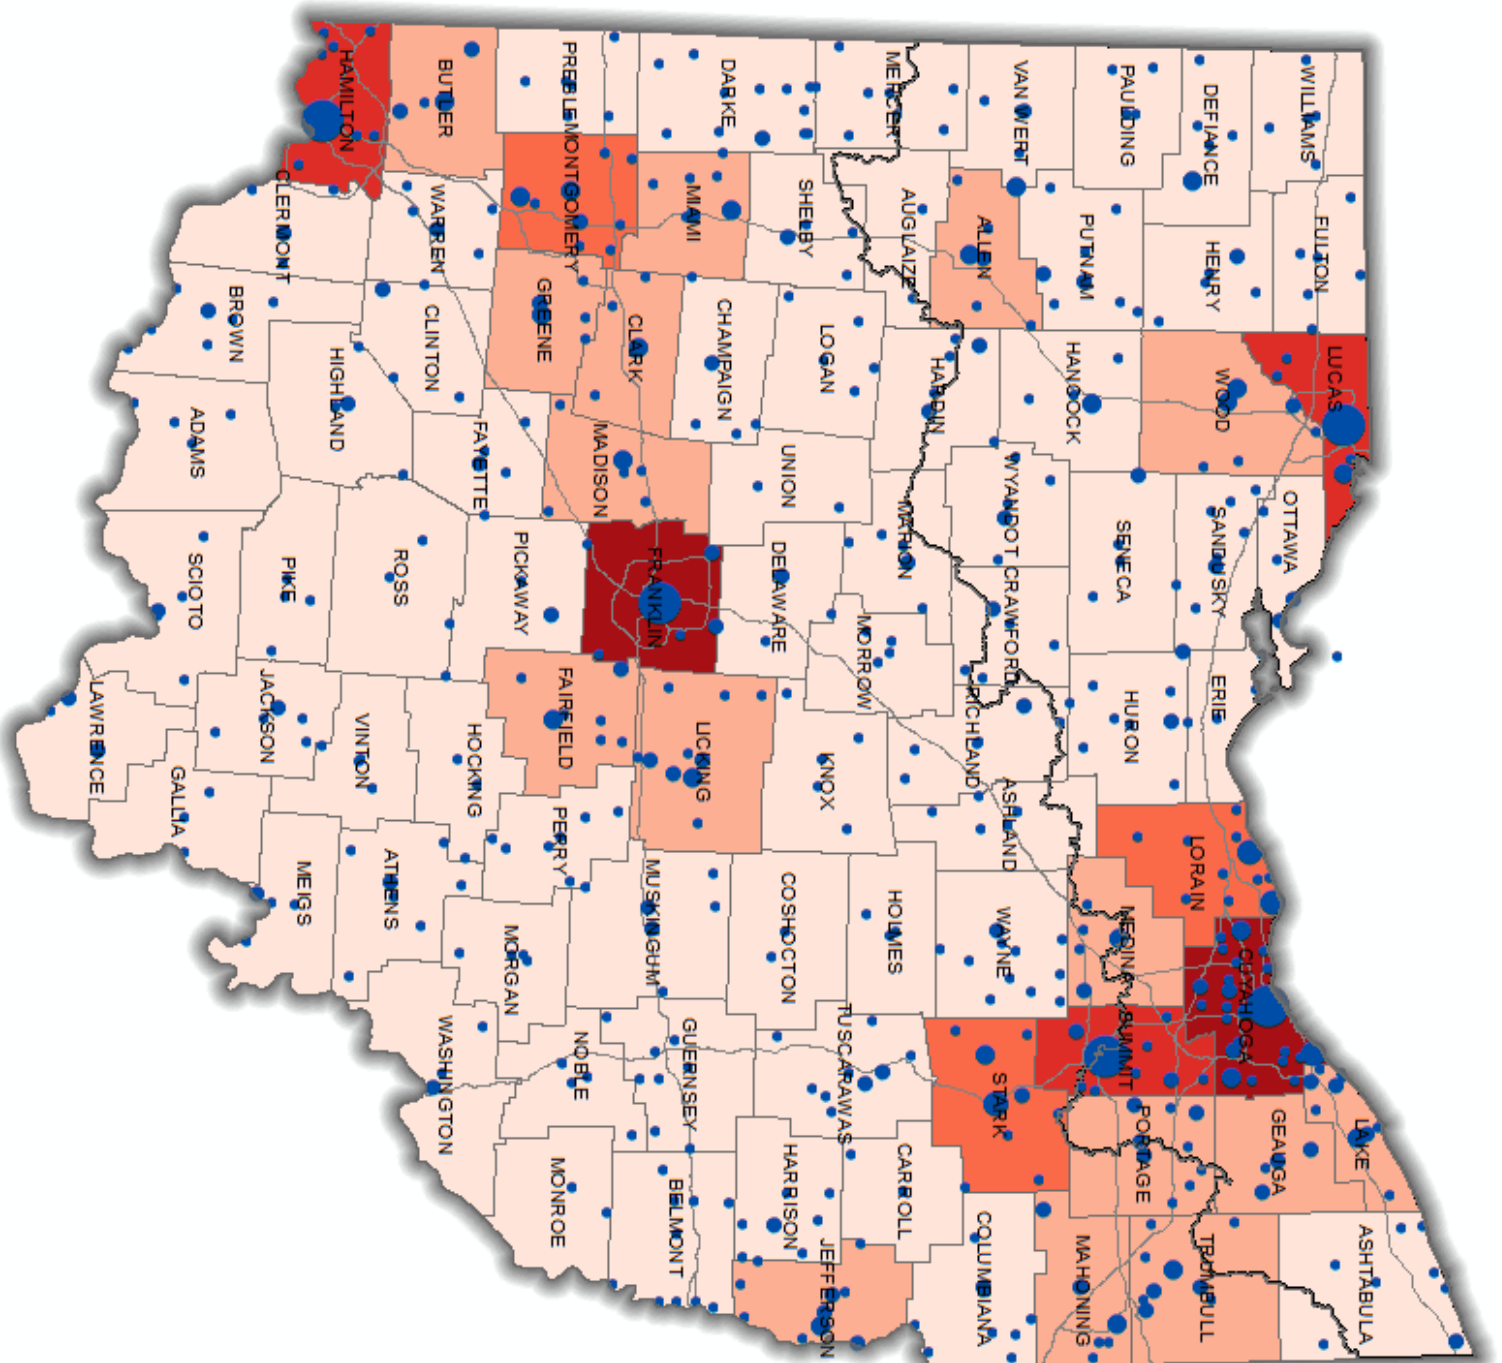 WILLIAMS
FULTON
LUCAS
OTTAWA
ERIE
LORAIN
CUYAHOGA
LAKE
GEAUGA
ASHTABULA
DEFIANCE
HENRY
WOOD
SANDUSKY
HURON
MEDINA
SUMMIT
PORTAGE
TRUMBULL
PAULDING
PUTNAM
HANCOCK
SENECA
MAHONING
VAN WERT
ALLEN
WYANDOT
CRAWFORD
RICHLAND
ASHLAND
WAYNE
STARK
COLUMBIANA
MERCER
AUGLAIZE
HARDIN
MARION
MORROW
KNOX
HOLMES
TUSCARAWAS
CARROLL
JEFFERSON
DARKE
SHELBY
LOGAN
UNION
DELAWARE
COSHOCTON
HARRISON
MIAMI
CHAMPAIGN
LICKING
MUSKINGUM
GUERNSEY
BELMONT
PREBLE
MONTGOMERY
CLARK
MADISON
FRANKLIN
FAIRFIELD
PERRY
NOBLE
MONROE
GREENE
FAYETTE
PICKAWAY
HOCKING
MORGAN
WASHINGTON
BUTLER
WARREN
CLINTON
ROSS
VINTON
ATHENS
HAMILTON
CLERMONT
HIGHLAND
PIKE
JACKSON
MEIGS
BROWN
ADAMS
SCIOTO
GALLIA
LAWRENCE